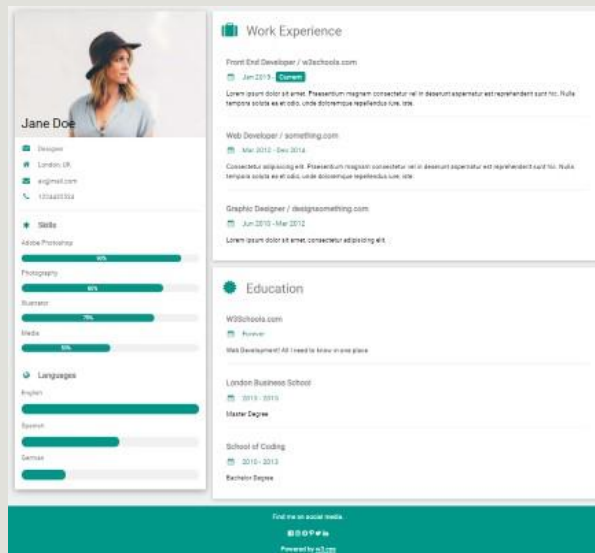 Jane Doe
Designer
London, UK
ex@mail.com
1224435534
Skills
Adobe Photoshop
90%
Photography
80%
Illustrator
75%
Media
50%
Languages
English
Spanish
German
Work Experience
Front End Developer / w3schools.com
Jan 2015 - Current
Lorem ipsum dolor sit amet. Praesentium magnam consectetur vel in deserunt aspernatur est reprehenderit sunt hic. Nulla
tempora soluta ea et odio, unde doloremque repellendus iure, iste.
Web Developer / something.com
Mar 2012 - Dec 2014
Consectetur adipisicing elit. Praesentium magnam consectetur vel in deserunt aspernatur est reprehenderit sunt hic. Nulla
tempora soluta ea et odio, unde doloremque repellendus iure, iste.
Graphic Designer / designsomething.com
Jun 2010 - Mar 2012
Lorem ipsum dolor sit amet, consectetur adipisicing elit.
Education
W3Schools.com
Forever
Web Development! All I need to know in one place
London Business School
2013 - 2015
Master Degree
School of Coding
2010 - 2013
Bachelor Degree
Find me on social media.
Powered by w3.css